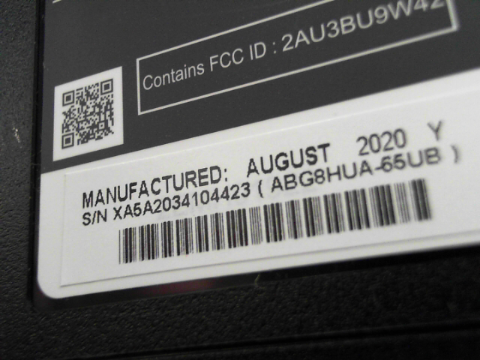 Contains FCC ID : 2AU3BU9W42
MANUFACTURED: AUGUST 2020 Y
S/N XA5A2034104423 ( ABG8HUA-65UB )